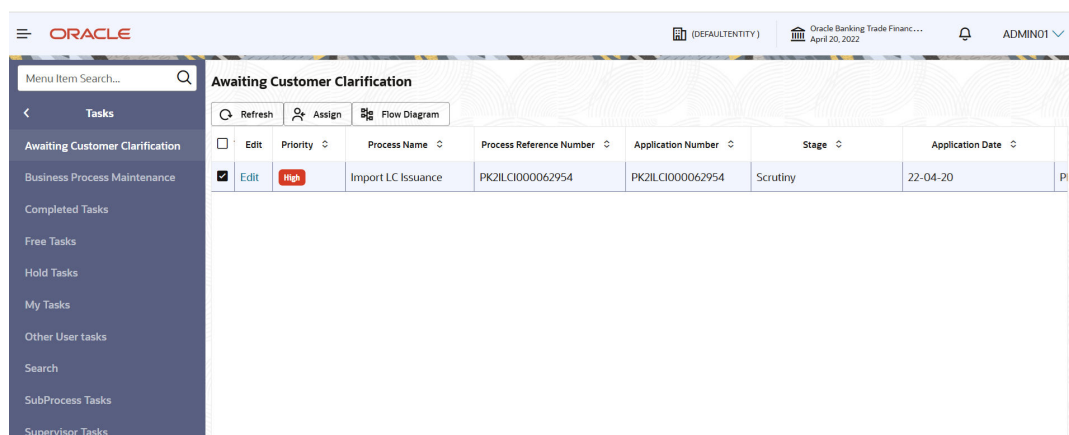 ORACLE
(DEFAULTENTITY)
Oracle Banking Trade Financ...
April 20, 2022
ADMIN01
Menu Item Search...
Tasks
Awaiting Customer Clarification
Business Process Maintenance
Completed Tasks
Free Tasks
Hold Tasks
My Tasks
Other User tasks
Search
SubProcess Tasks
Supervisor Tasks
Awaiting Customer Clarification
Refresh Assign Flow Diagram
Edit Priority Process Name Process Reference Number Application Number Stage Application Date
Edit High Import LC Issuance PK2ILCI000062954 PK2ILCI000062954 Scrutiny 22-04-20